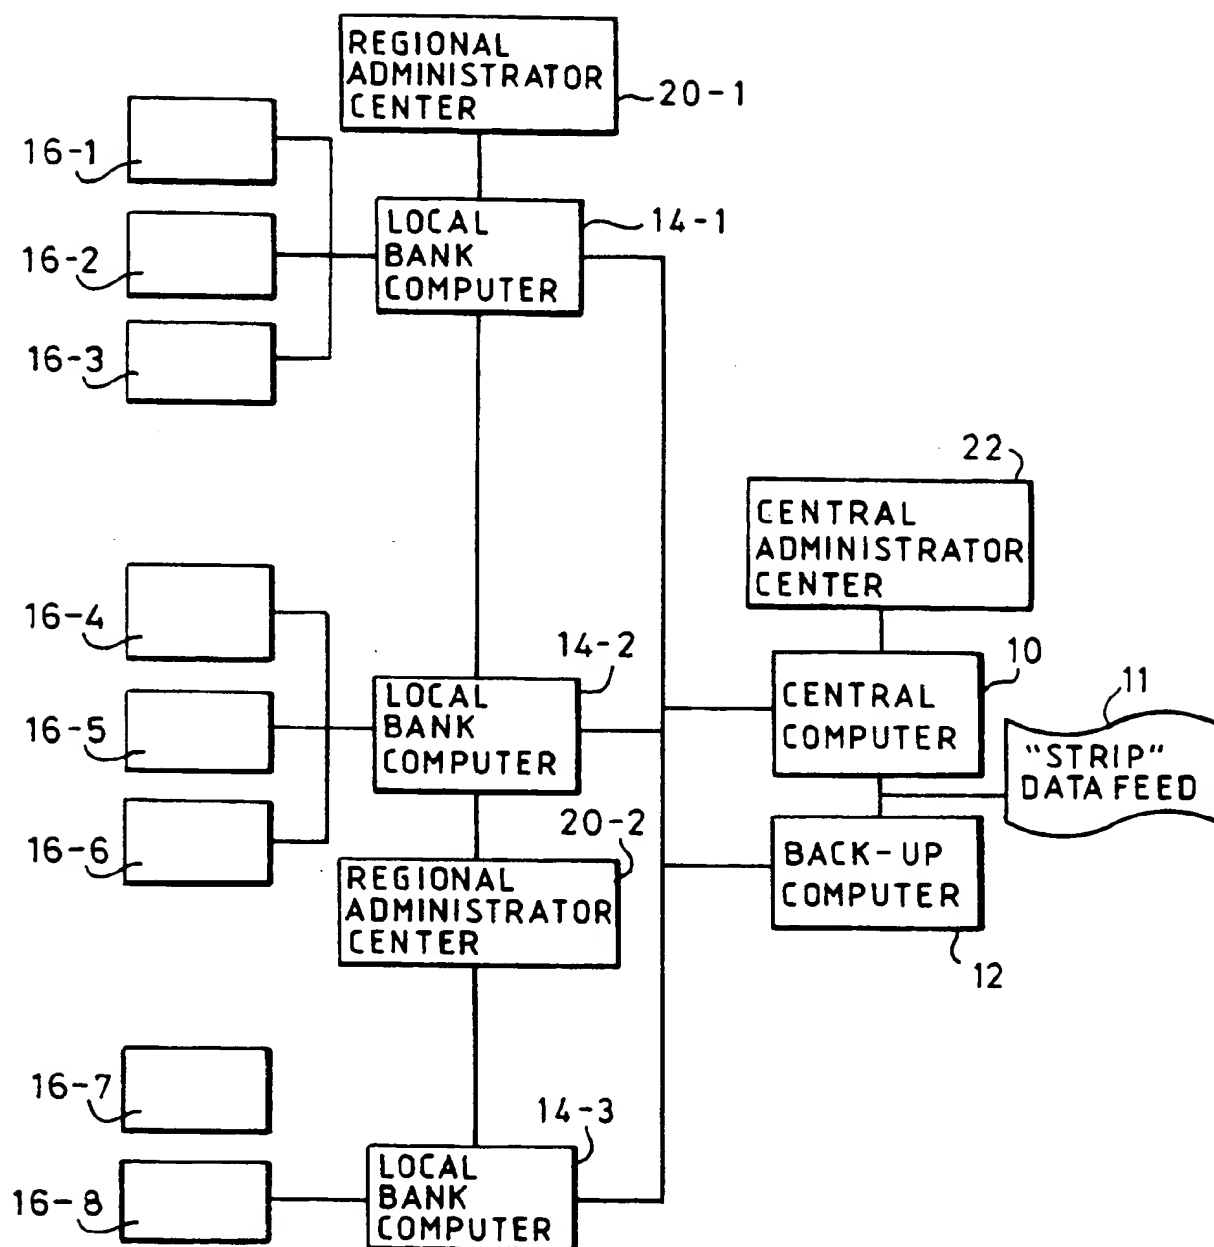 REGIONAL
ADMINISTRATOR
CENTER
20-1
16-1
16-2
16-3
LOCAL
BANK
COMPUTER
14-1
22
CENTRAL
ADMINISTRATOR
CENTER
16-4
16-5
16-6
14-2
LOCAL
BANK
COMPUTER
10
CENTRAL
COMPUTER
11
"STRIP"
DATA FEED
20-2
REGIONAL
ADMINISTRATOR
CENTER
BACK-UP
COMPUTER
12
16-7
16-8
14-3
LOCAL
BANK
COMPUTER